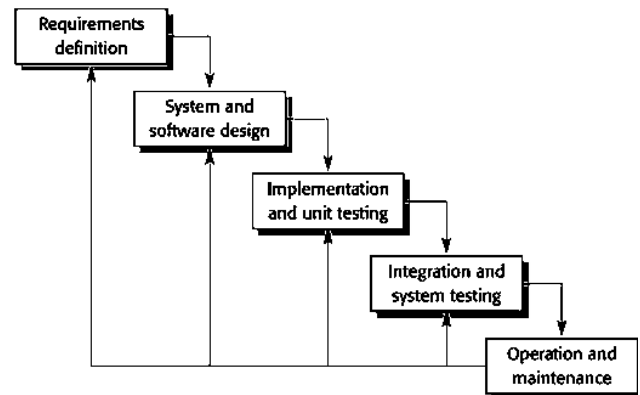 Requirements
definition
System and
software design
Implementation
and unit testing
Integration and
system testing
Operation and
maintenance